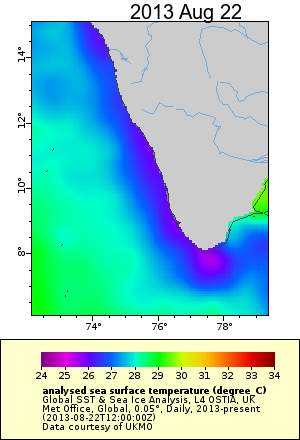 2013 Aug 22
14°
12°
10°
8°
74° 76° 78°
24 25 26 27 28 29 30 31 32 33 34
analysed sea surface temperature (degree_C)
Global SST & Sea Ice Analysis, L4 OSTIA, UK
Met Office, Global, 0.05°, Daily, 2013-present
(2013-08-22T12:00:00Z)
Data courtesy of UKMO